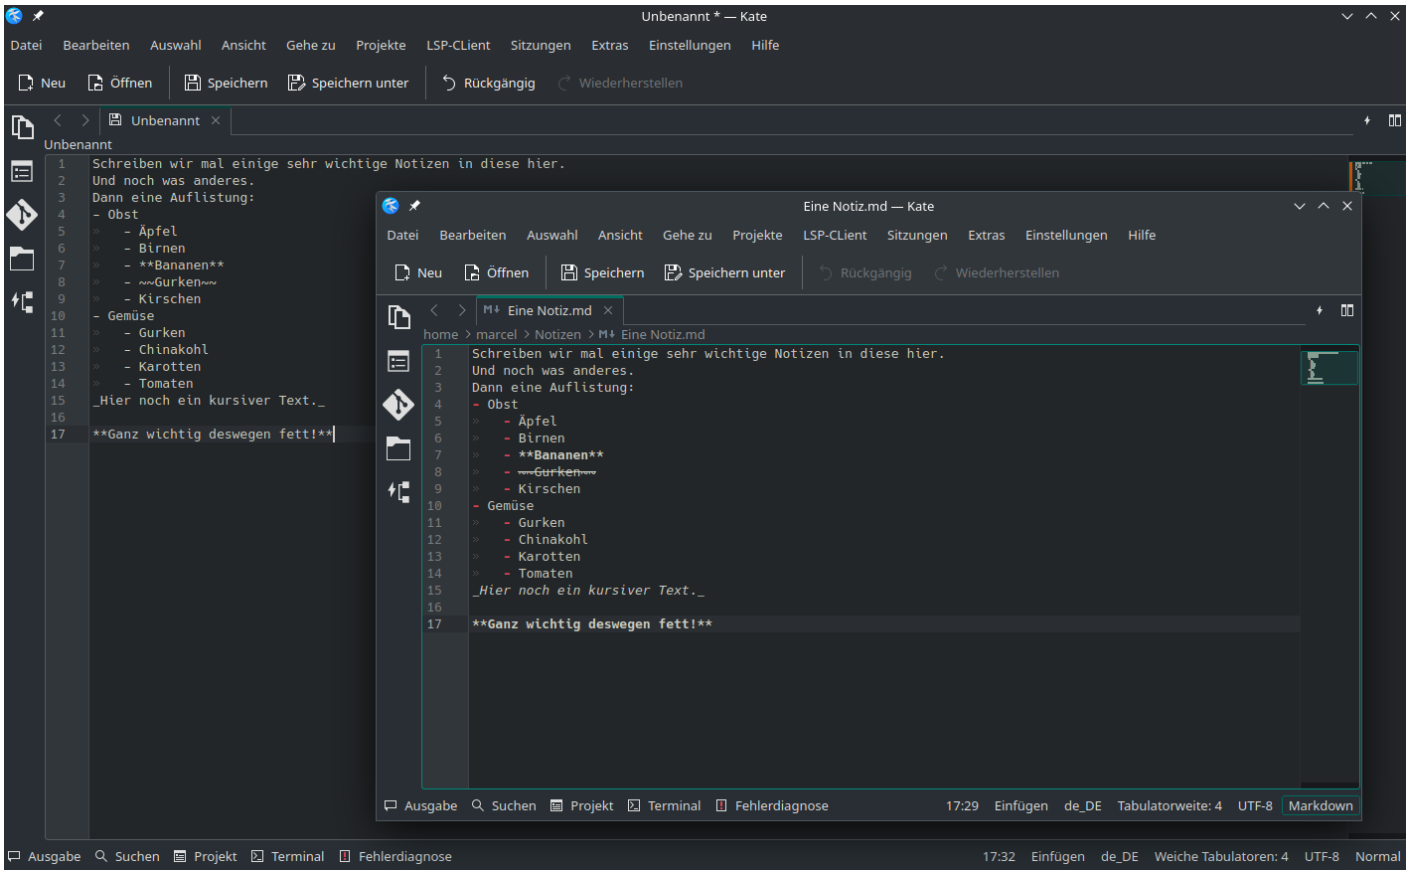 Unbenannt * — Kate
Datei Bearbeiten Auswahl Ansicht Gehe zu Projekte LSP-CLient Sitzungen Extras Einstellungen Hilfe
Neu Öffnen Speichern Speichern unter Rückgängig Wiederherstellen
Unbenannt
Unbenannt
1 Schreiben wir mal einige sehr wichtige Notizen in diese hier.
2 Und noch was anderes.
3 Dann eine Auflistung:
4 - Obst
5 » - Äpfel
6 » - Birnen
7 » - **Bananen**
8 » - ~~Gurken~~
9 » - Kirschen
10 - Gemüse
11 » - Gurken
12 » - Chinakohl
13 » - Karotten
14 » - Tomaten
15 _Hier noch ein kursiver Text._
16
17 **Ganz wichtig deswegen fett!**
Eine Notiz.md — Kate
Datei Bearbeiten Auswahl Ansicht Gehe zu Projekte LSP-CLient Sitzungen Extras Einstellungen Hilfe
Neu Öffnen Speichern Speichern unter Rückgängig Wiederherstellen
M↓ Eine Notiz.md
home > marcel > Notizen > M↓ Eine Notiz.md
1 Schreiben wir mal einige sehr wichtige Notizen in diese hier.
2 Und noch was anderes.
3 Dann eine Auflistung:
4 - Obst
5 » - Äpfel
6 » - Birnen
7 » - **Bananen**
8 » - ~~Gurken~~
9 » - Kirschen
10 - Gemüse
11 » - Gurken
12 » - Chinakohl
13 » - Karotten
14 » - Tomaten
15 _Hier noch ein kursiver Text._
16
17 **Ganz wichtig deswegen fett!**
Ausgabe Suchen Projekt Terminal Fehlerdiagnose 17:29 Einfügen de_DE Tabulatorweite: 4 UTF-8 Markdown
Ausgabe Suchen Projekt Terminal Fehlerdiagnose 17:32 Einfügen de_DE Weiche Tabulatoren: 4 UTF-8 Normal